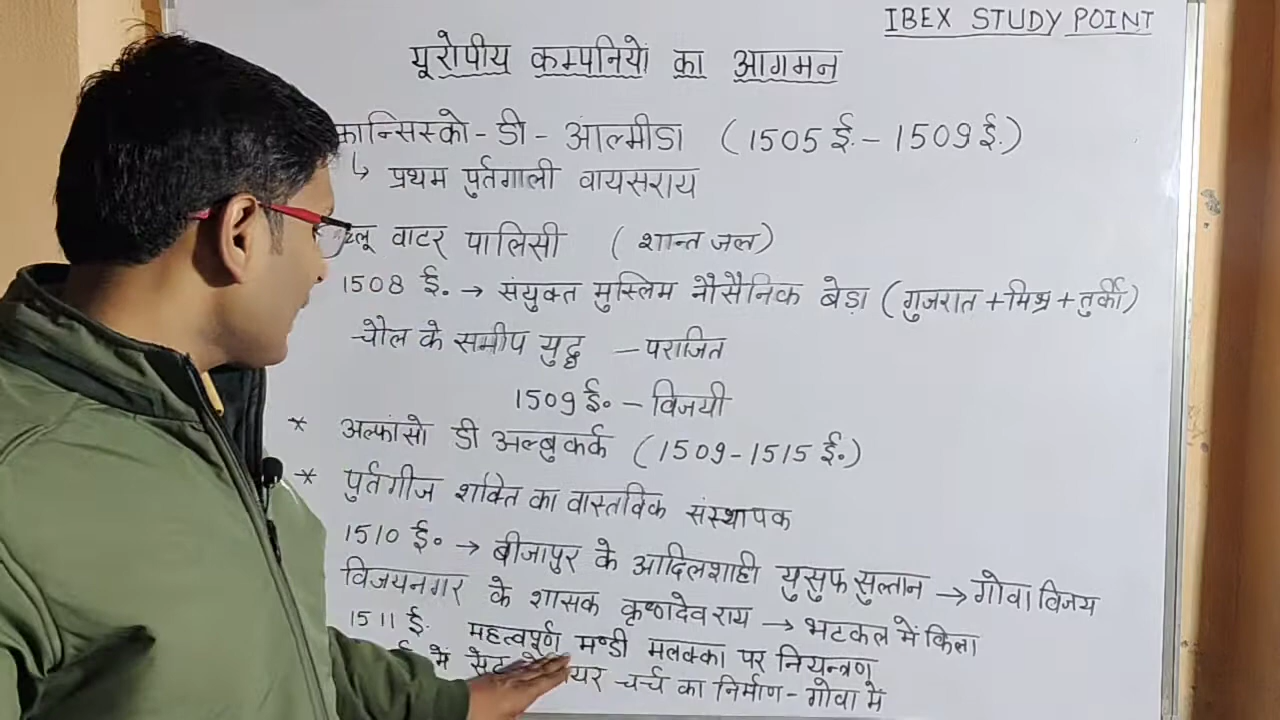 IBEX STUDY POINT
यूरोपीय कम्पनियों का आगमन
फ्रान्सिस्को - डी - आल्मीडा (1505 ई. - 1509 ई.)
↳ प्रथम पुर्तगाली वायसराय
वाटर पालिसी (शान्त जल)
1508 ई. → संयुक्त मुस्लिम नौसैनिक बेड़ा (गुजरात + मिश्र + तुर्की)
चौल के समीप युद्ध - पराजित
1509 ई. - विजयी
* अल्फांसो डी अल्बुकर्क (1509 - 1515 ई.)
* पुर्तगीज शक्ति का वास्तविक संस्थापक
1510 ई. → बीजापुर के आदिलशाही युसुफ सुल्तान → गोवा विजय
विजयनगर के शासक कृष्णदेव राय → भटकल में किला
1511 ई. महत्वपूर्ण मण्डी मलक्का पर नियन्त्रण
में चर्च का निर्माण - गोवा में